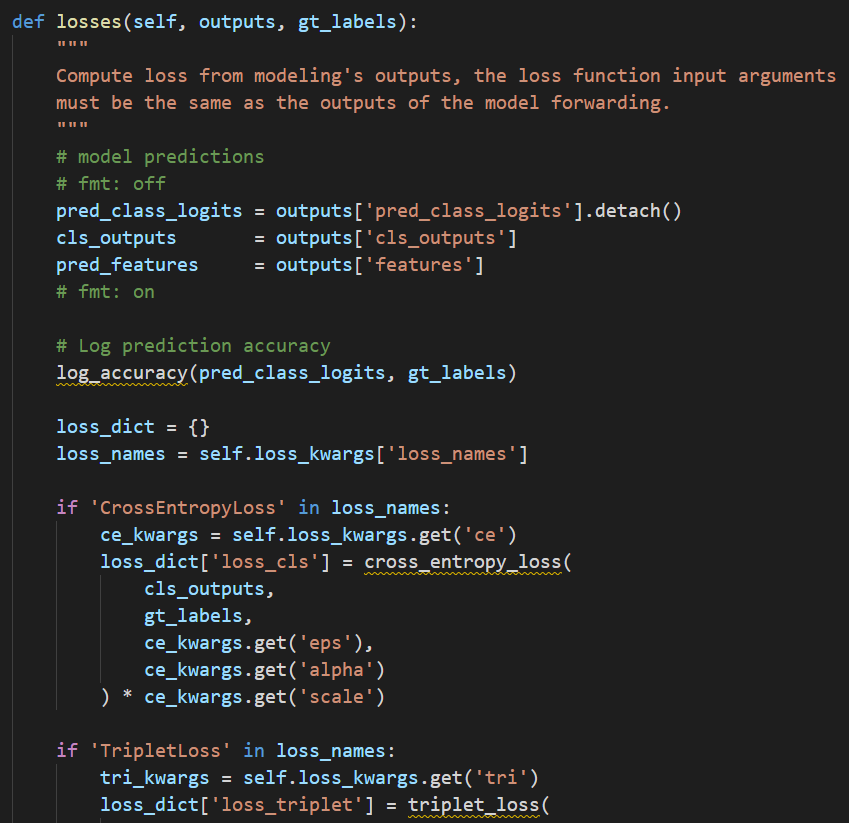 def losses(self, outputs, gt_labels):
    """
    Compute loss from modeling's outputs, the loss function input arguments
    must be the same as the outputs of the model forwarding.
    """
    # model predictions
    # fmt: off
    pred_class_logits = outputs['pred_class_logits'].detach()
    cls_outputs       = outputs['cls_outputs']
    pred_features     = outputs['features']
    # fmt: on

    # Log prediction accuracy
    log_accuracy(pred_class_logits, gt_labels)

    loss_dict = {}
    loss_names = self.loss_kwargs['loss_names']

    if 'CrossEntropyLoss' in loss_names:
        ce_kwargs = self.loss_kwargs.get('ce')
        loss_dict['loss_cls'] = cross_entropy_loss(
            cls_outputs,
            gt_labels,
            ce_kwargs.get('eps'),
            ce_kwargs.get('alpha')
        ) * ce_kwargs.get('scale')

    if 'TripletLoss' in loss_names:
        tri_kwargs = self.loss_kwargs.get('tri')
        loss_dict['loss_triplet'] = triplet_loss(